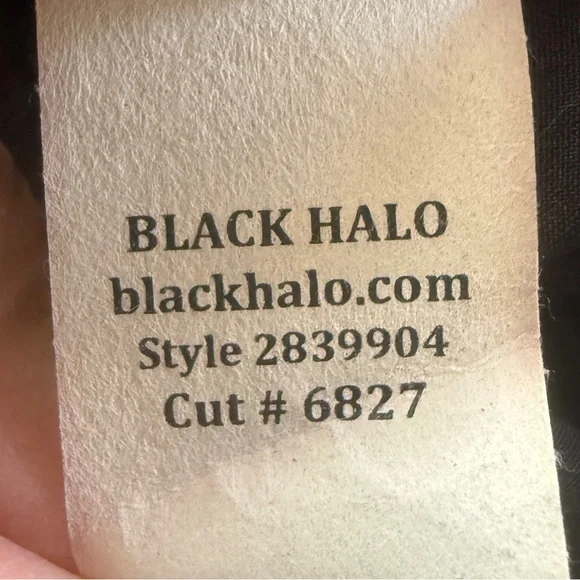 BLACK HALO
blackhalo.com
Style 2839904
Cut # 6827